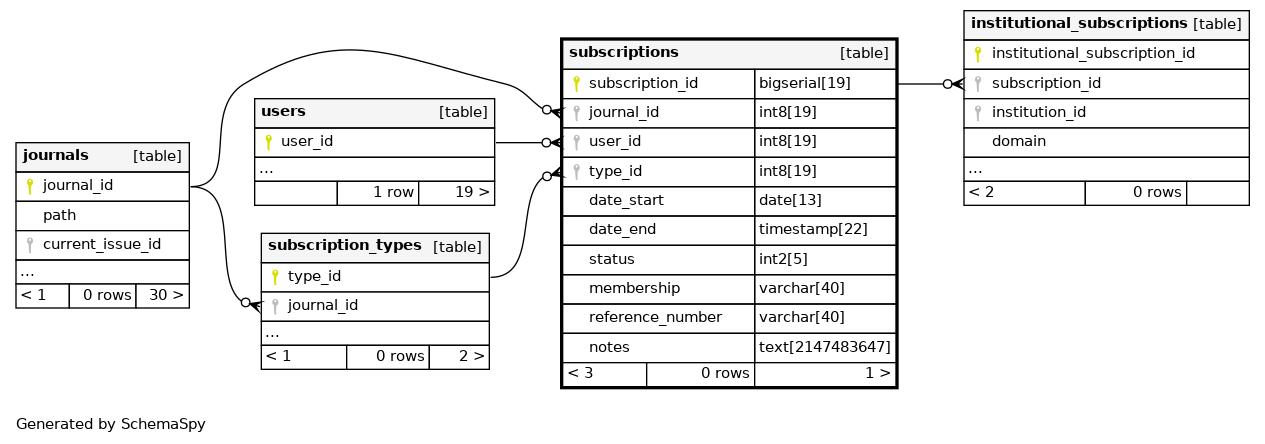 journals [table]
journal_id
path
current_issue_id
...
< 1 0 rows 30 >
users [table]
user_id
...
1 row 19 >
subscription_types [table]
type_id
journal_id
...
< 1 0 rows 2 >
subscriptions [table]
subscription_id bigserial[19]
journal_id int8[19]
user_id int8[19]
type_id int8[19]
date_start date[13]
date_end timestamp[22]
status int2[5]
membership varchar[40]
reference_number varchar[40]
notes text[2147483647]
< 3 0 rows 1 >
institutional_subscriptions [table]
institutional_subscription_id
subscription_id
institution_id
domain
...
< 2 0 rows
Generated by SchemaSpy